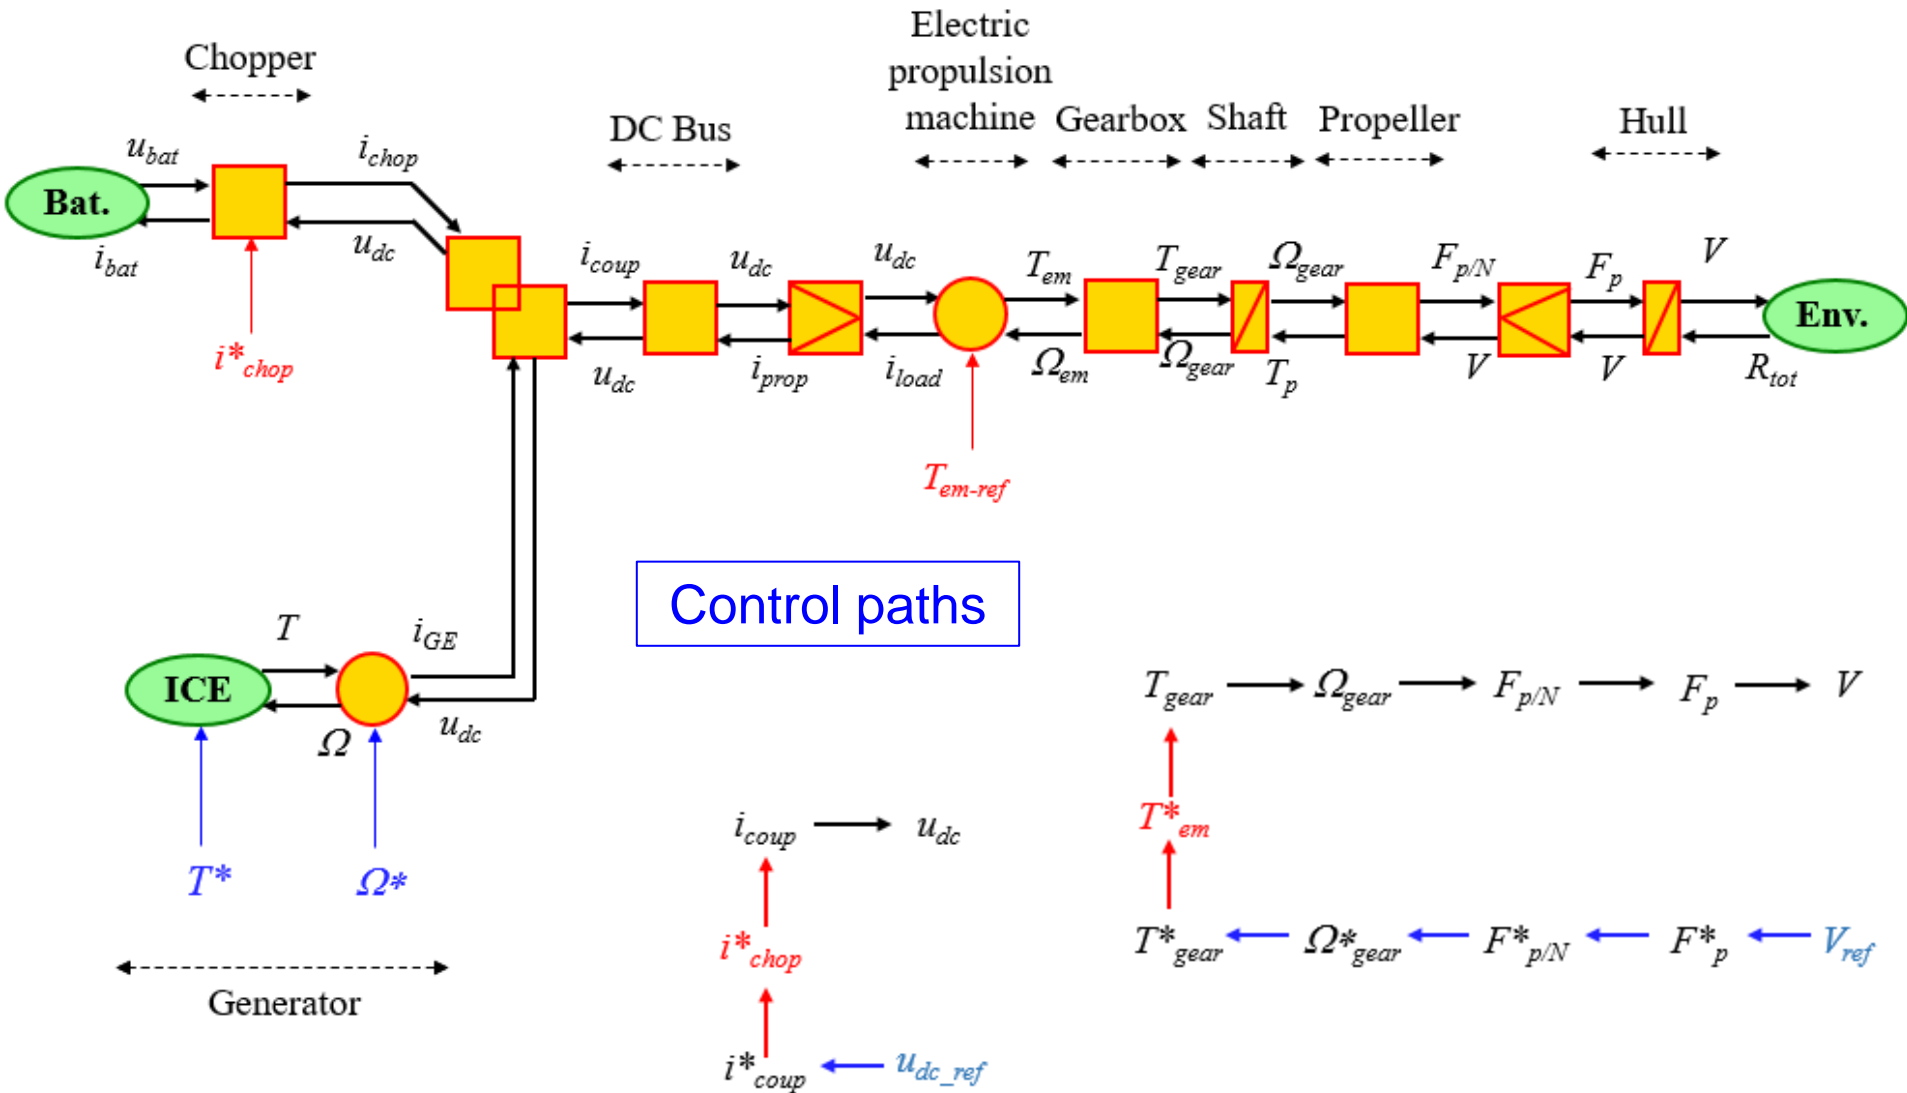 Electric
propulsion
machine
Chopper
DC Bus
Gearbox
Shaft
Propeller
Hull
u_bat
i_chop
Bat.
i_bat
u_dc
i*_chop
i_coup
u_dc
u_dc
T_em
T_gear
Ω_gear
F_p/N
F_p
V
Env.
u_dc
i_prop
i_load
Ω_em
Ω_gear
T_p
V
V
R_tot
T_em-ref
Control paths
T
i_GE
ICE
Ω
u_dc
T*
Ω*
Generator
T_gear
Ω_gear
F_p/N
F_p
V
T*_em
T*_gear
Ω*_gear
F*_p/N
F*_p
V_ref
i_coup
u_dc
i*_chop
i*_coup
u_dc_ref